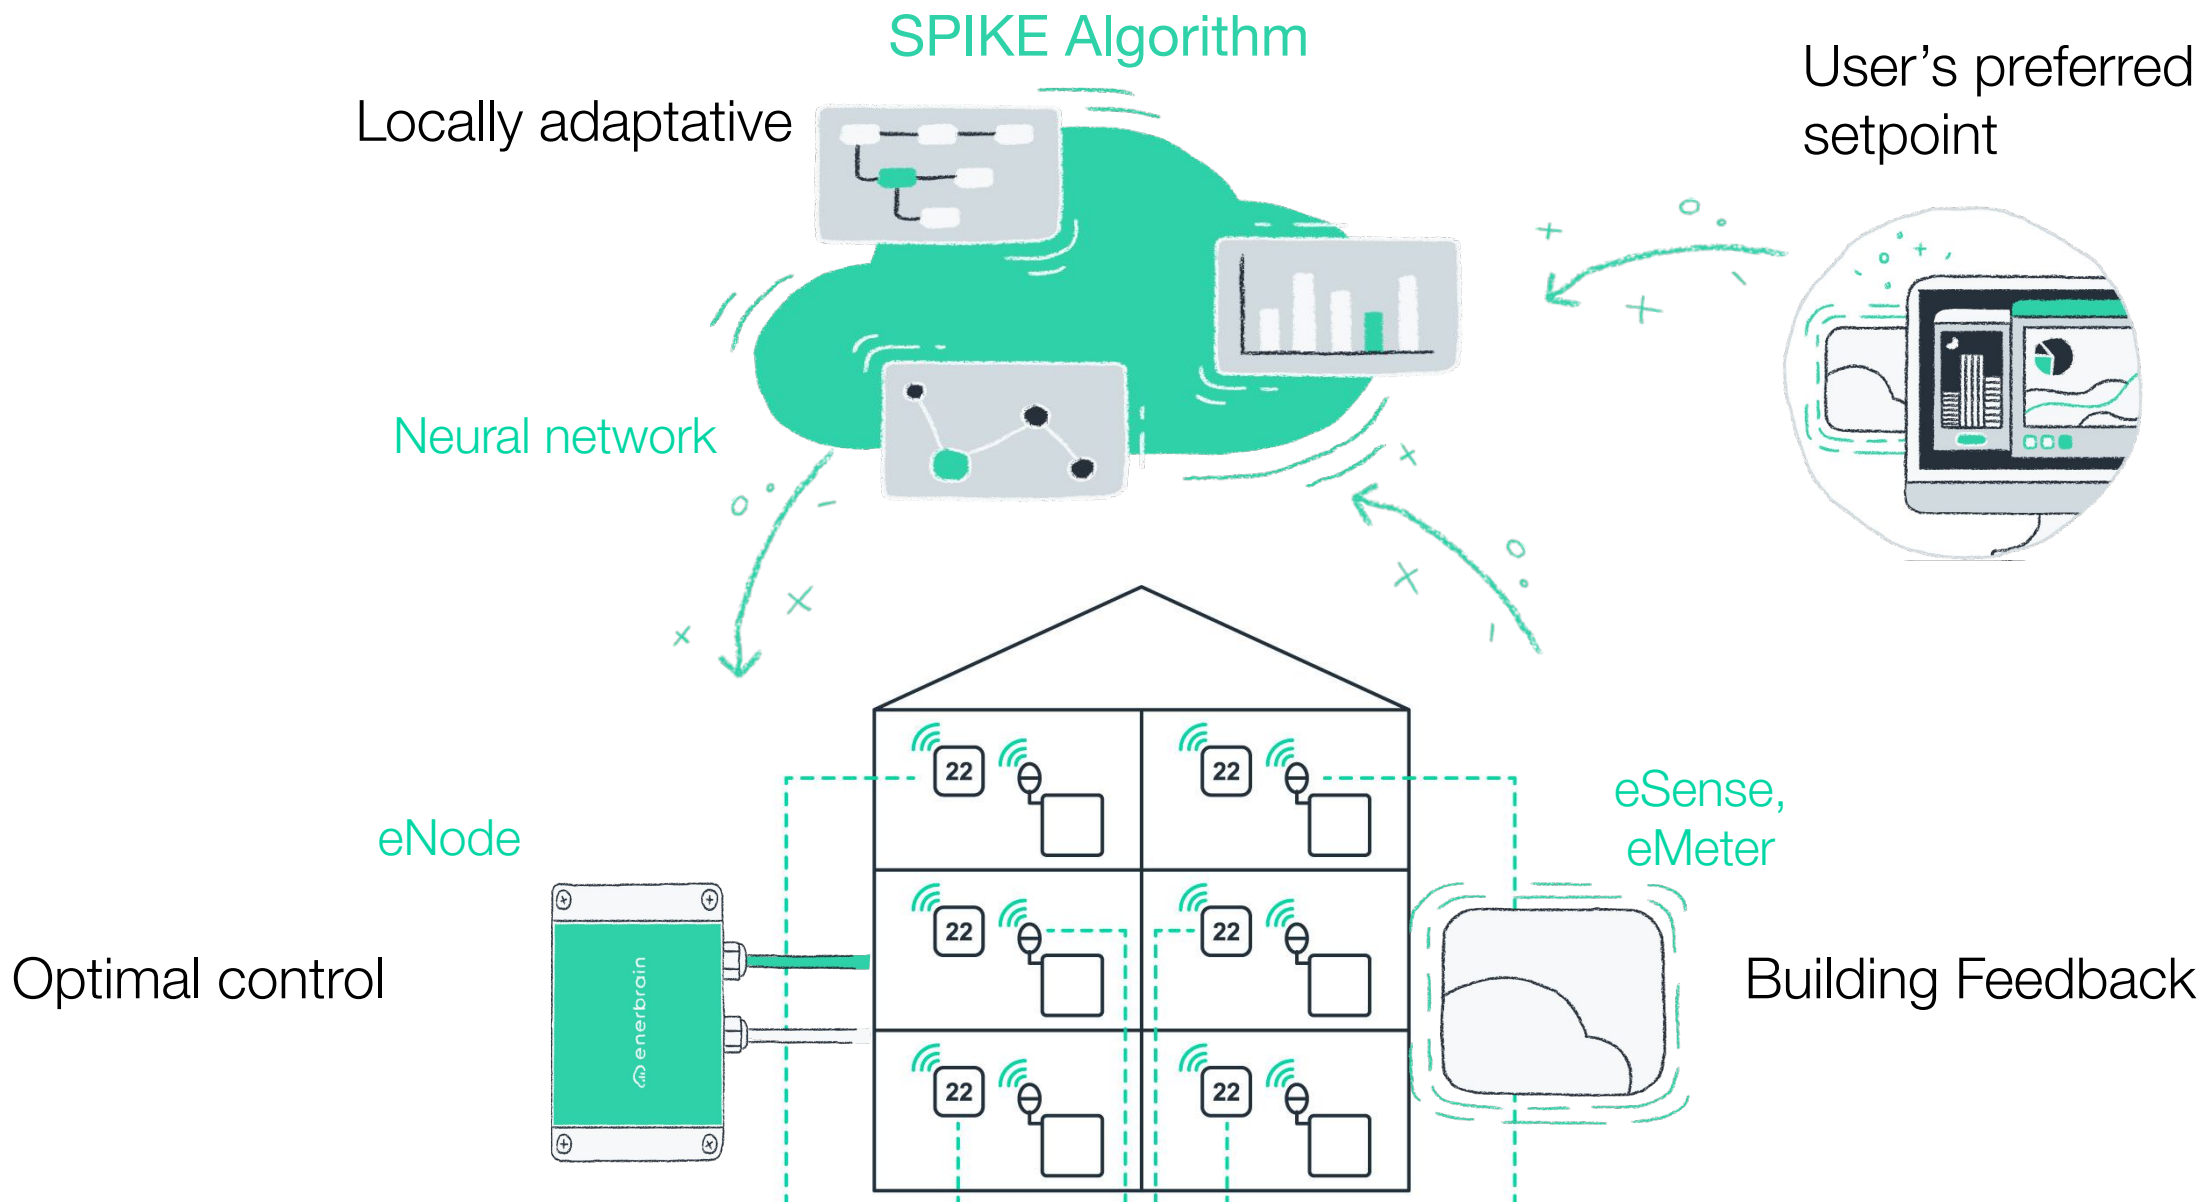 SPIKE Algorithm
User’s preferred
setpoint
Locally adaptative
Neural network
22
22
eSense,
eMeter
eNode
22
22
Optimal control
enerbrain
Building Feedback
22
22